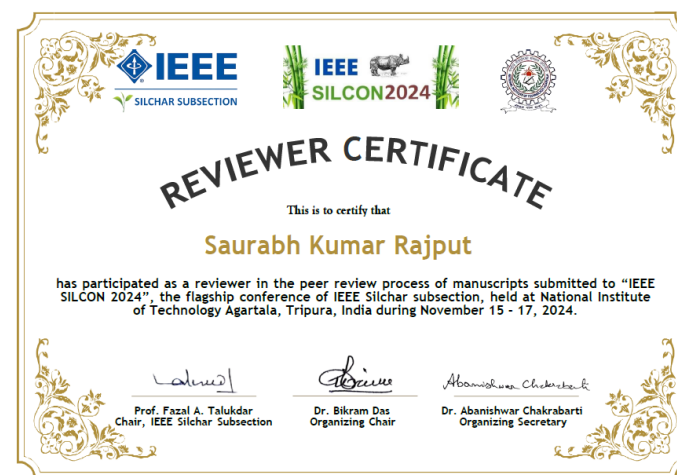 IEEE
SILCHAR SUBSECTION
IEEE
SILCON2024
REVIEWER CERTIFICATE
This is to certify that
Saurabh Kumar Rajput
has participated as a reviewer in the peer review process of manuscripts submitted to “IEEE
SILCON 2024”, the flagship conference of IEEE Silchar subsection, held at National Institute
of Technology Agartala, Tripura, India during November 15 - 17, 2024.
Abanishwar Chakrabarti
Prof. Fazal A. Talukdar
Chair, IEEE Silchar Subsection
Dr. Bikram Das
Organizing Chair
Dr. Abanishwar Chakrabarti
Organizing Secretary